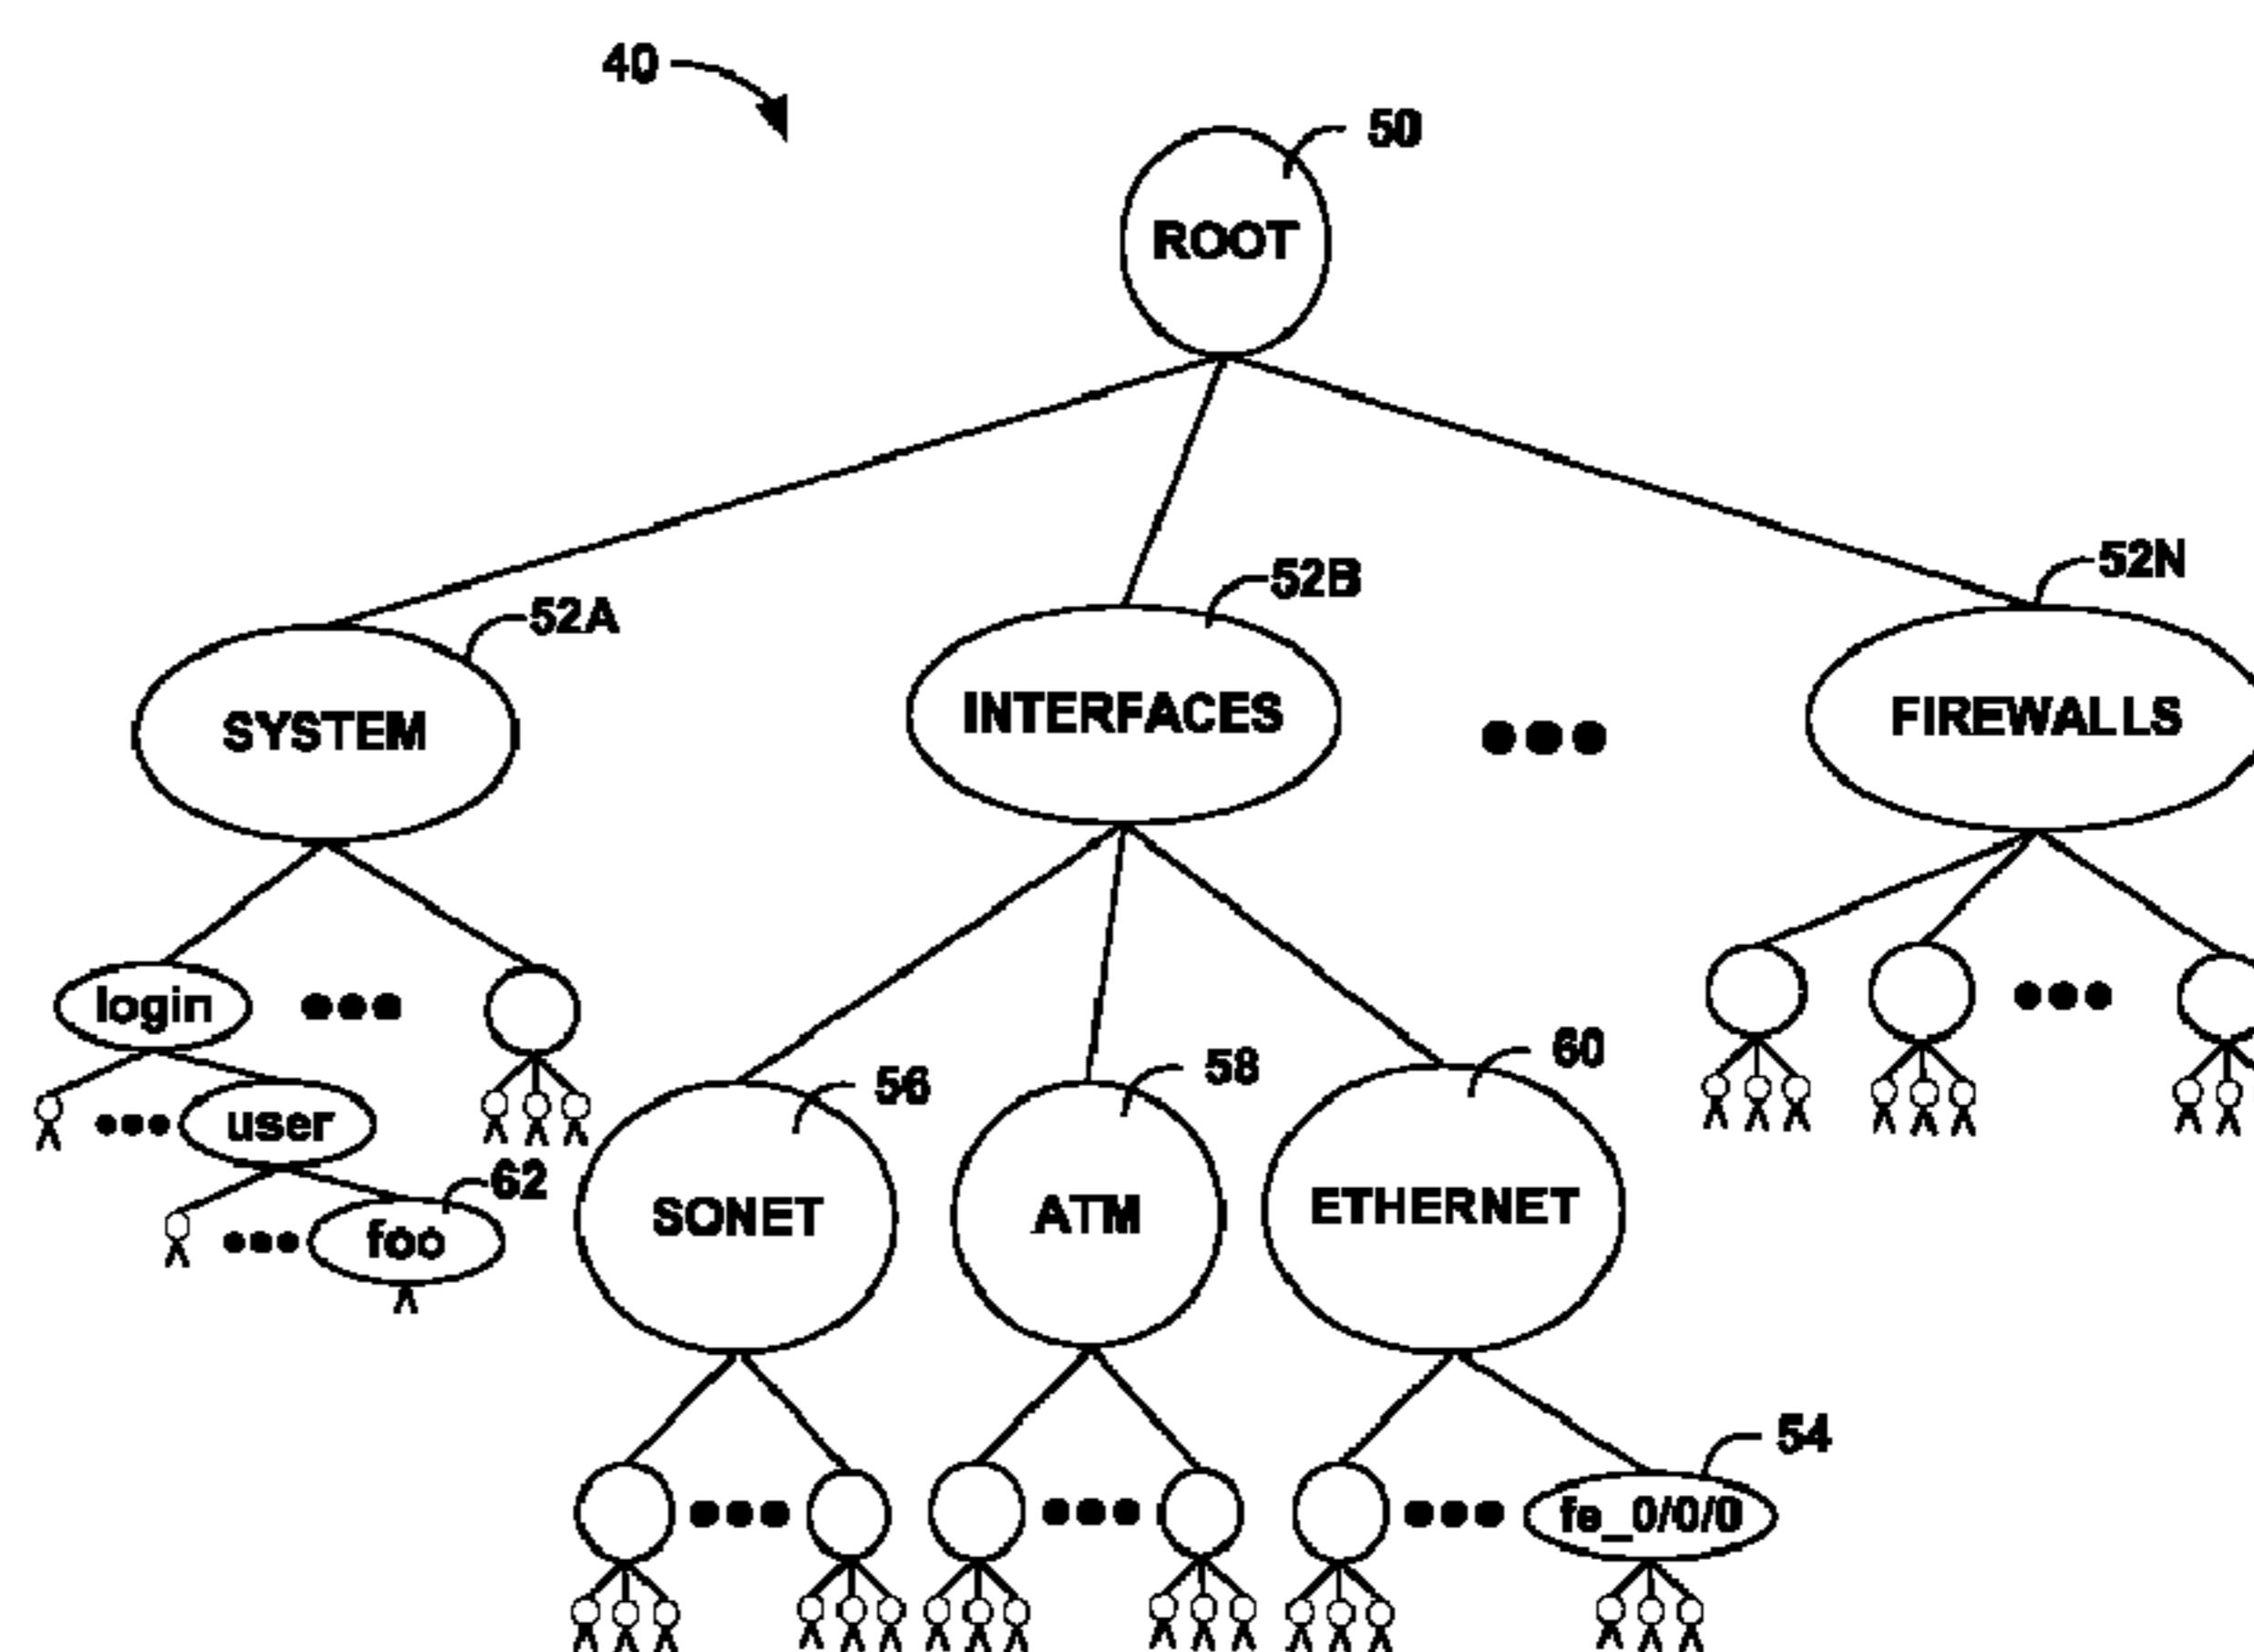 40
50
ROOT
52A
52B
52N
SYSTEM
INTERFACES
FIREWALLS
login
user
62
foo
56
58
60
SONET
ATM
ETHERNET
54
fe_0/0/0